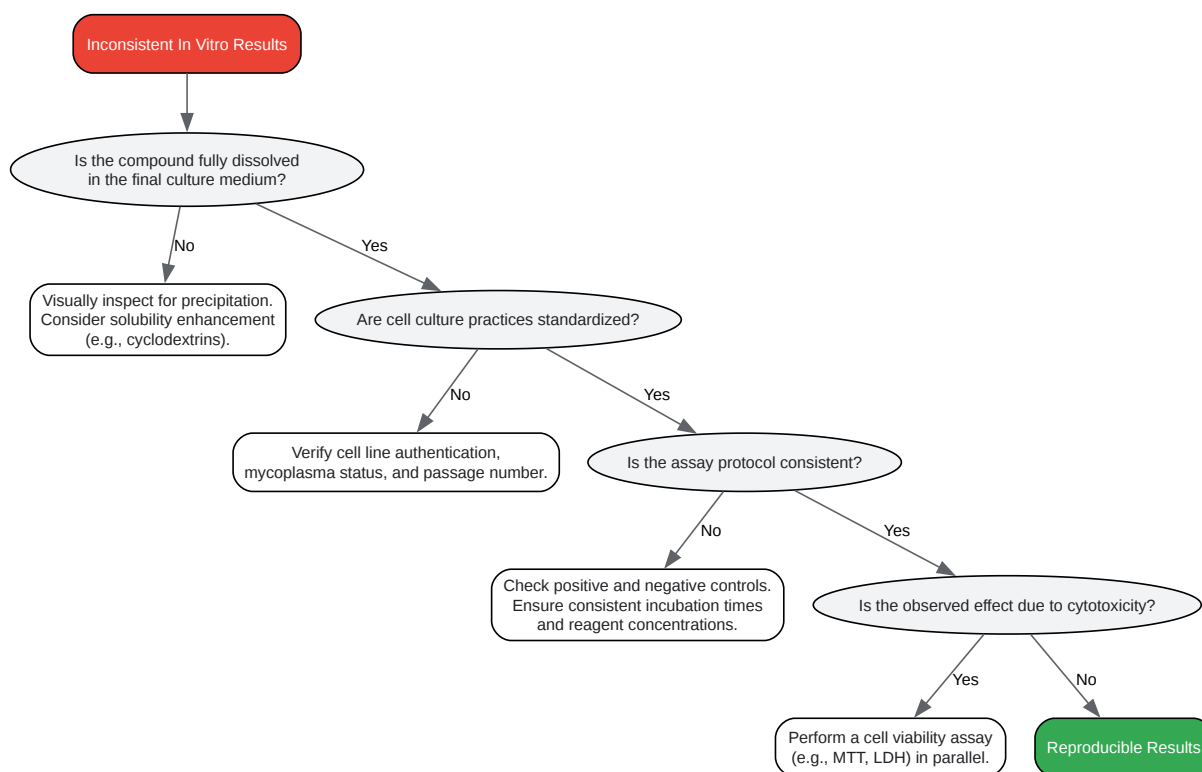 Inconsistent In Vitro Results
Is the compound fully dissolved
in the final culture medium?
No
Yes
Visually inspect for precipitation.
Consider solubility enhancement
(e.g., cyclodextrins).
Are cell culture practices standardized?
No
Yes
Verify cell line authentication,
mycoplasma status, and passage number.
Is the assay protocol consistent?
No
Yes
Check positive and negative controls.
Ensure consistent incubation times
and reagent concentrations.
Is the observed effect due to cytotoxicity?
Yes
No
Perform a cell viability assay
(e.g., MTT, LDH) in parallel.
Reproducible Results